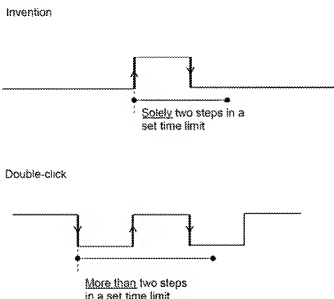 Invention
Solely two steps in a
set time limit
Double-click
More than two steps
in a set time limit